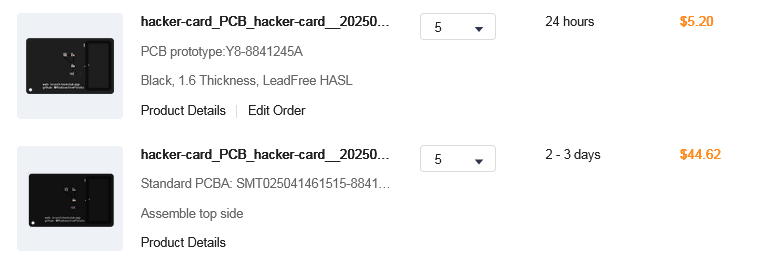 hacker-card_PCB_hacker-card__20250...
5
24 hours
$5.20
PCB prototype:Y8-8841245A
Black, 1.6 Thickness, LeadFree HASL
Product Details
Edit Order
hacker-card_PCB_hacker-card__20250...
5
2 - 3 days
$44.62
Standard PCBA: SMT025041461515-8841...
Assemble top side
Product Details